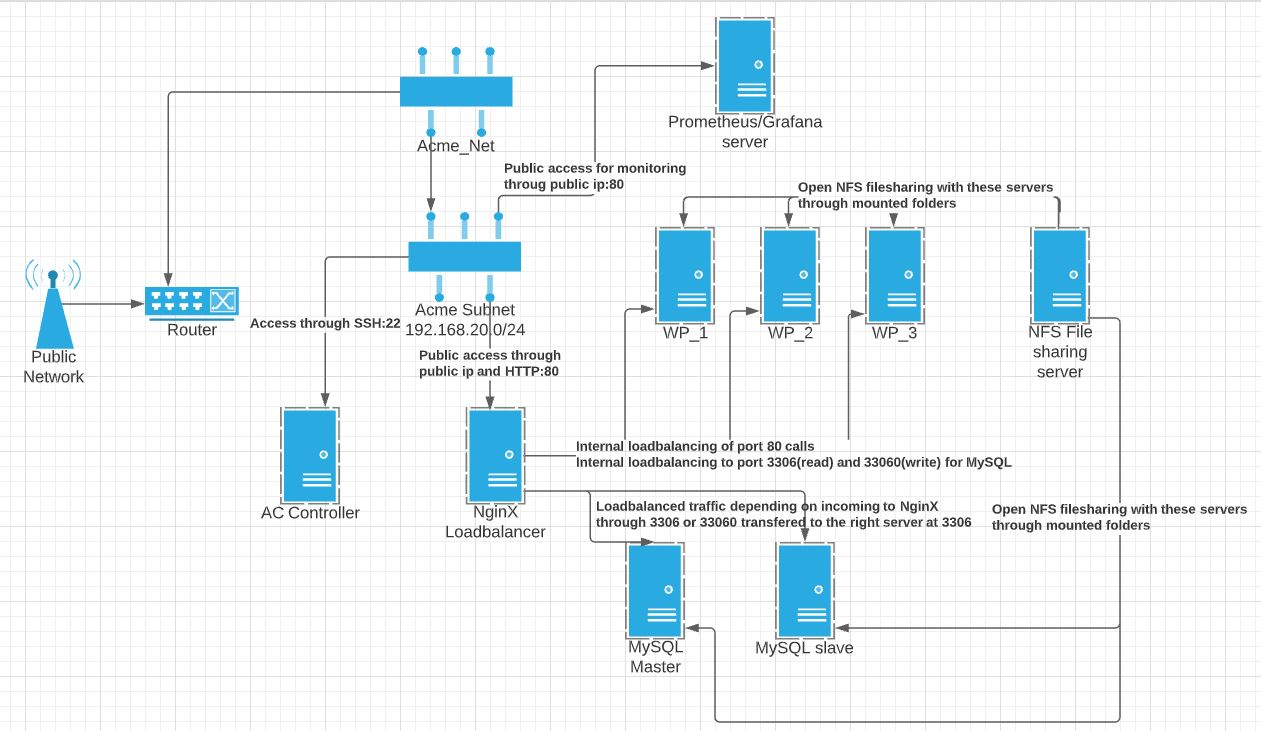 Prometheus/Grafana
server
Acme_Net
Public access for monitoring
throug public ip:80
Open NFS filesharing with these servers
through mounted folders
Acme Subnet
192.168.20.0/24
Access through SSH:22
Router
Public
Network
Public access through
public ip and HTTP:80
WP_1
WP_2
WP_3
NFS File
sharing
server
Internal loadbalancing of port 80 calls
Internal loadbalancing to port 3306(read) and 33060(write) for MySQL
AC Controller
NginX
Loadbalancer
Loadbalanced traffic depending on incoming to NginX
through 3306 or 33060 transfered to the right server at 3306
Open NFS filesharing with these servers
through mounted folders
MySQL
Master
MySQL slave